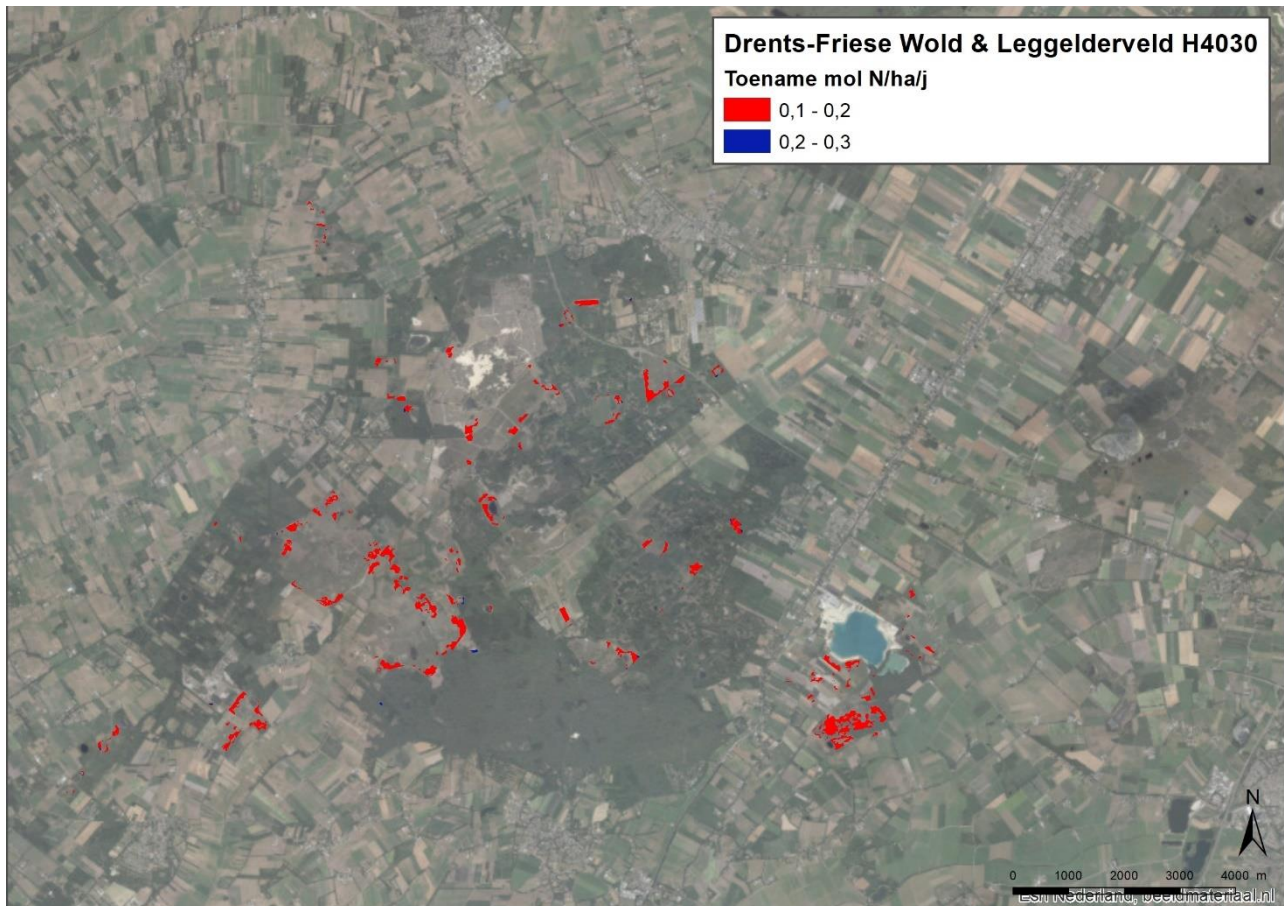 Drents-Friese Wold & Leggelderveld H4030
Toename mol N/ha/j
0,1 - 0,2
0,2 - 0,3
N
0 1000 2000 3000 4000 m
Esri Nederland, beeldmateriaal.nl